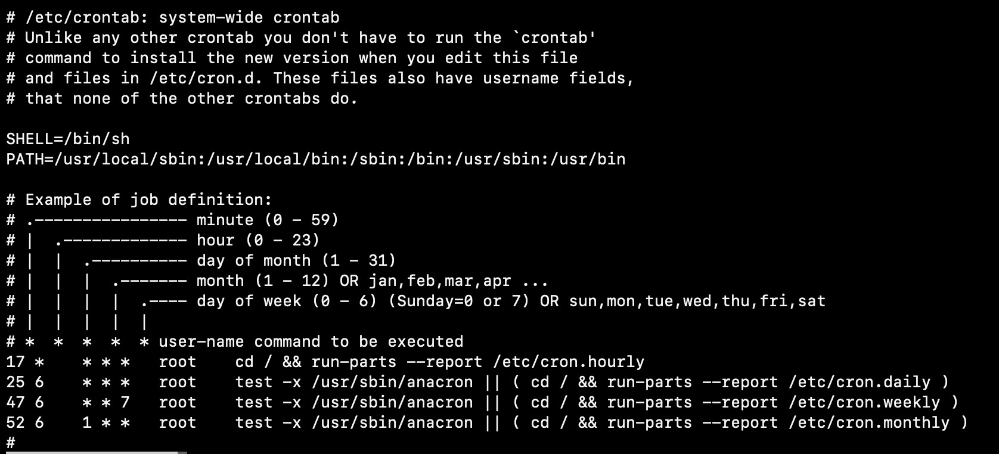 # /etc/crontab: system-wide crontab
# Unlike any other crontab you don't have to run the `crontab'
# command to install the new version when you edit this file
# and files in /etc/cron.d. These files also have username fields,
# that none of the other crontabs do.

SHELL=/bin/sh
PATH=/usr/local/sbin:/usr/local/bin:/sbin:/bin:/usr/sbin:/usr/bin

# Example of job definition:
# .---------------- minute (0 - 59)
# |  .------------- hour (0 - 23)
# |  |  .---------- day of month (1 - 31)
# |  |  |  .------- month (1 - 12) OR jan,feb,mar,apr ...
# |  |  |  |  .---- day of week (0 - 6) (Sunday=0 or 7) OR sun,mon,tue,wed,thu,fri,sat
# |  |  |  |  |
# *  *  *  *  * user-name command to be executed
17 *    * * *   root    cd / && run-parts --report /etc/cron.hourly
25 6    * * *   root    test -x /usr/sbin/anacron || ( cd / && run-parts --report /etc/cron.daily )
47 6    * * 7   root    test -x /usr/sbin/anacron || ( cd / && run-parts --report /etc/cron.weekly )
52 6    1 * *   root    test -x /usr/sbin/anacron || ( cd / && run-parts --report /etc/cron.monthly )
#